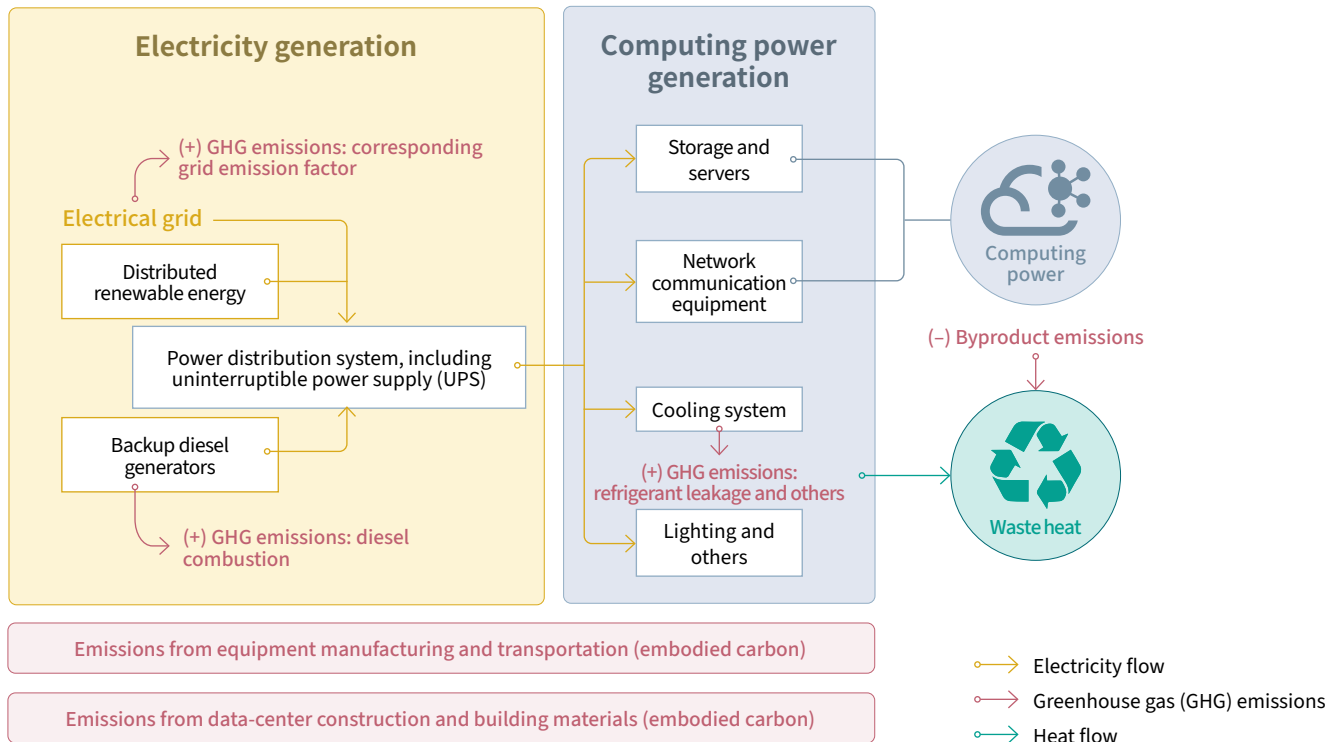 Electricity generation
(+) GHG emissions: corresponding
grid emission factor
Electrical grid
Distributed
renewable energy
Power distribution system, including
uninterruptible power supply (UPS)
Backup diesel
generators
(+) GHG emissions: diesel
combustion
Computing power
generation
Storage and
servers
Network
communication
equipment
Cooling system
(+) GHG emissions:
refrigerant leakage and others
Lighting and
others
Computing
power
(–) Byproduct emissions
Waste heat
Emissions from equipment manufacturing and transportation (embodied carbon)
Emissions from data-center construction and building materials (embodied carbon)
Electricity flow
Greenhouse gas (GHG) emissions
Heat flow